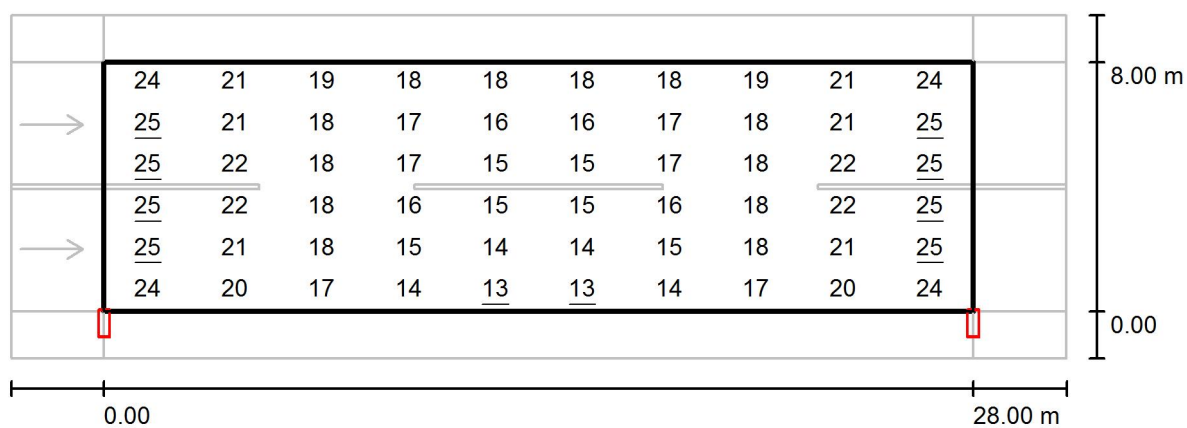 24 21 19 18 18 18 18 19 21 24
8.00 m
25 21 18 17 16 16 17 18 21 25
25 22 18 17 15 15 17 18 22 25
25 22 18 16 15 15 16 18 22 25
25 21 18 15 14 14 15 18 21 25
24 20 17 14 13 13 14 17 20 24
0.00
0.00 28.00 m